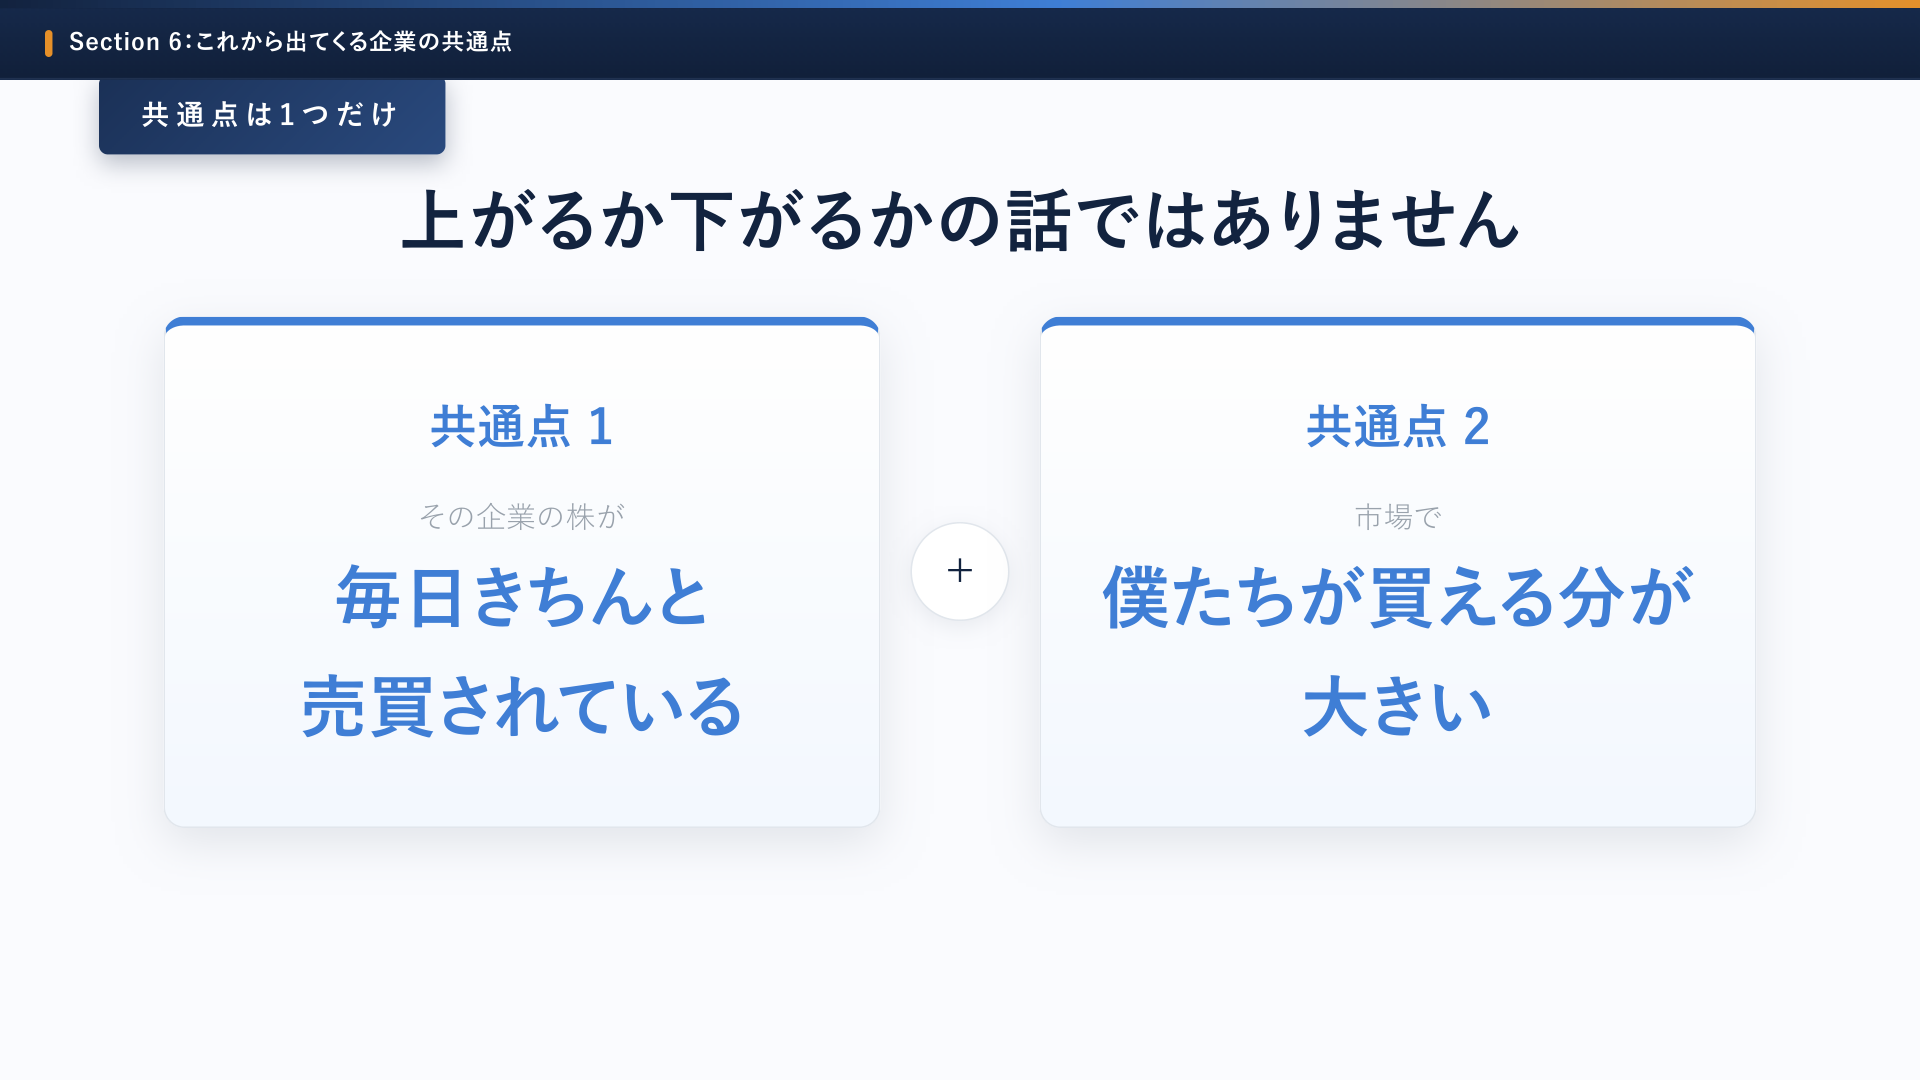 Section 6:これから出てくる企業の共通点
共通点は1つだけ
上がるか下がるかの話ではありません
共通点 1
その企業の株が
毎日きちんと
売買されている
+
共通点 2
市場で
僕たちが買える分が
大きい